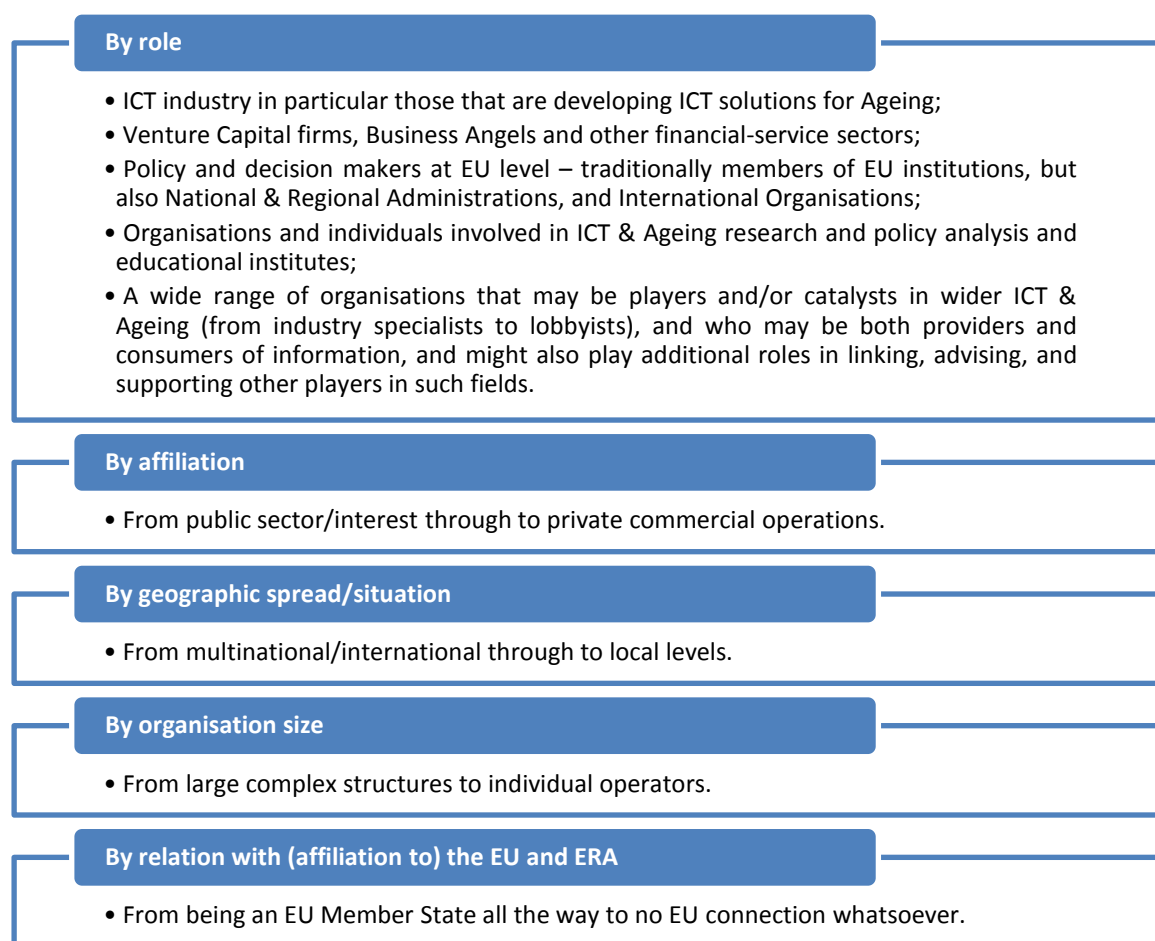 By role
• ICT industry in particular those that are developing ICT solutions for Ageing;
• Venture Capital firms, Business Angels and other financial-service sectors;
• Policy and decision makers at EU level – traditionally members of EU institutions, but
also National & Regional Administrations, and International Organisations;
• Organisations and individuals involved in ICT & Ageing research and policy analysis and
educational institutes;
• A wide range of organisations that may be players and/or catalysts in wider ICT &
Ageing (from industry specialists to lobbyists), and who may be both providers and
consumers of information, and might also play additional roles in linking, advising, and
supporting other players in such fields.
By affiliation
• From public sector/interest through to private commercial operations.
By geographic spread/situation
• From multinational/international through to local levels.
By organisation size
• From large complex structures to individual operators.
By relation with (affiliation to) the EU and ERA
• From being an EU Member State all the way to no EU connection whatsoever.